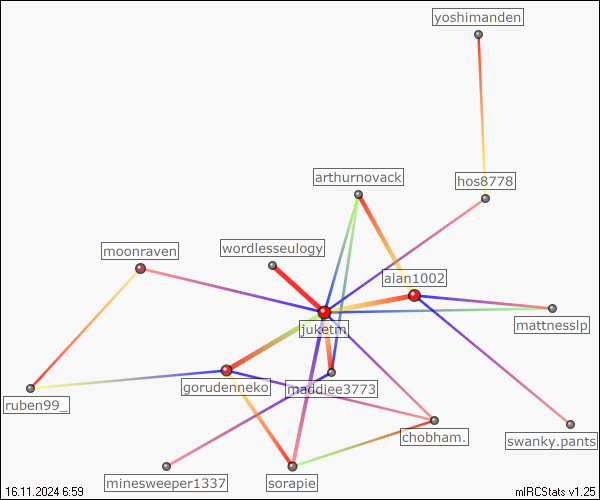 yoshimanden
arthurnovack
hos8778
wordlesseulogy
moonraven
alan1002
juketm
mattnesslp
gorudenneko
maddiee3773
ruben99_
chobham.
swanky.pants
minesweeper1337
sorapie
16.11.2024 6:59
mIRCStats v1.25